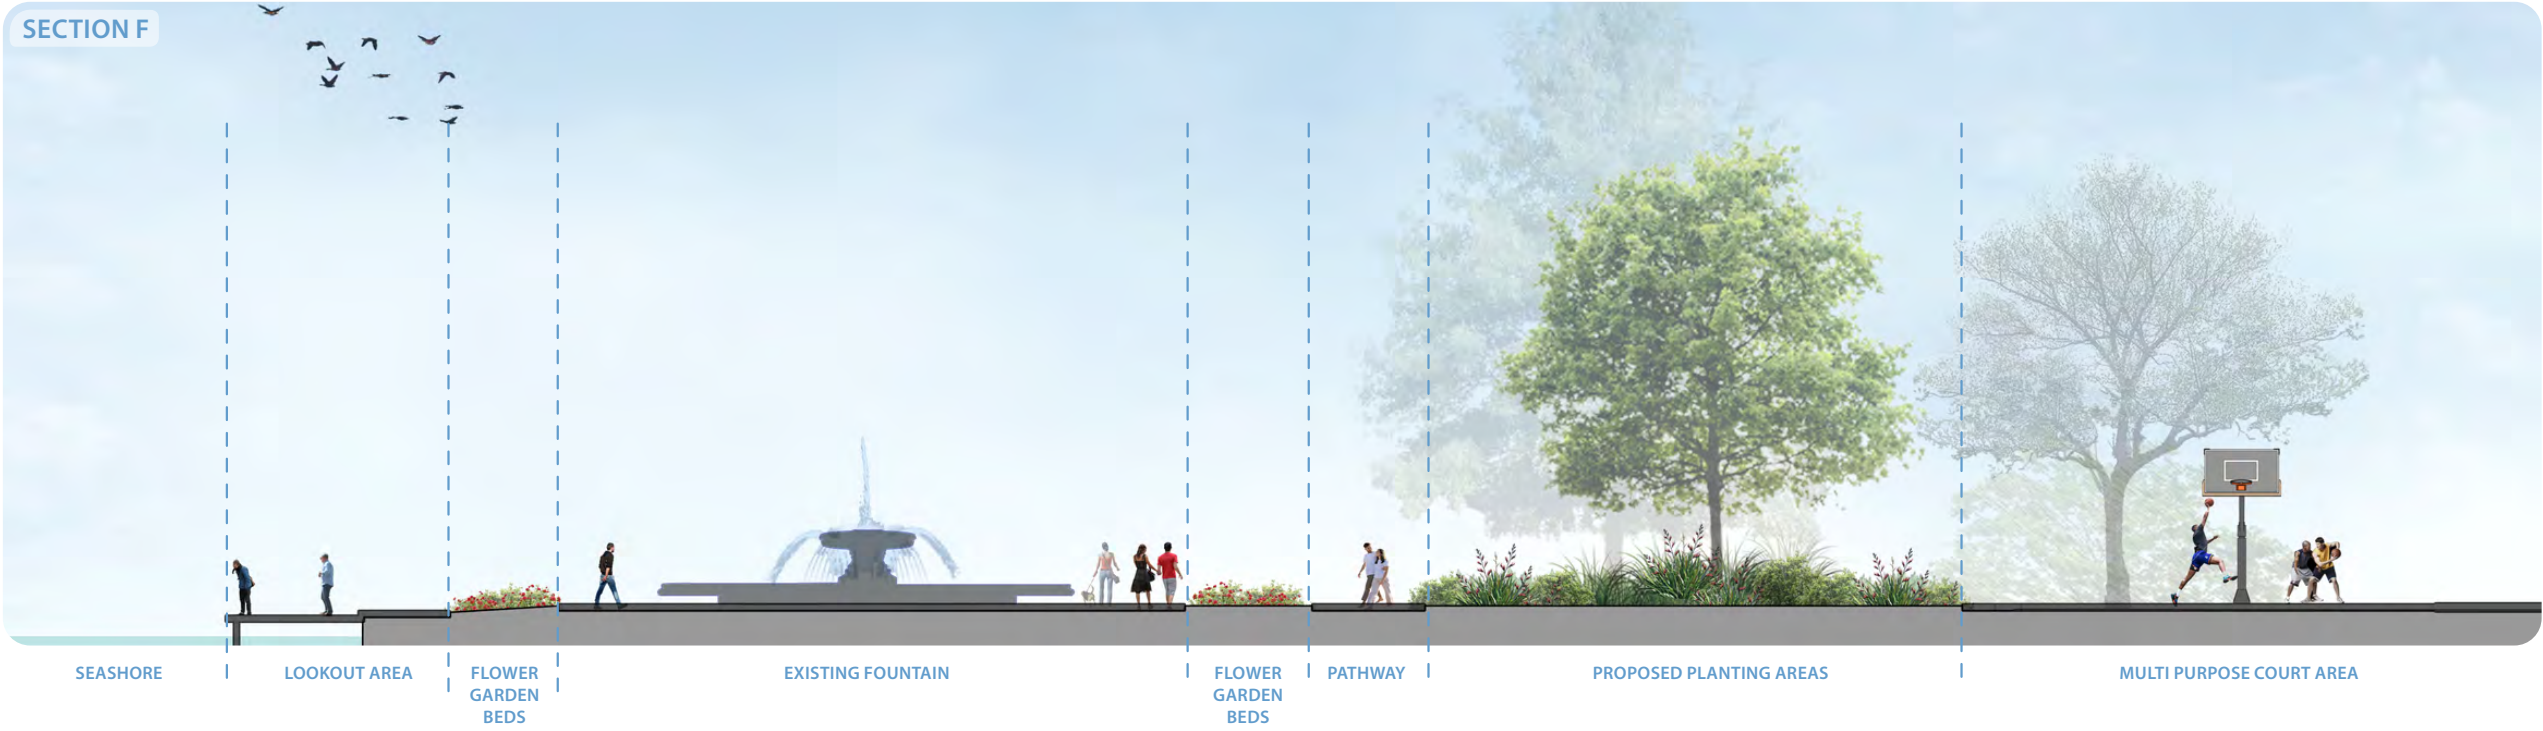 SECTION F
SEASHORE
LOOKOUT AREA
FLOWER
GARDEN
BEDS
EXISTING FOUNTAIN
FLOWER
GARDEN
BEDS
PATHWAY
PROPOSED PLANTING AREAS
MULTI PURPOSE COURT AREA